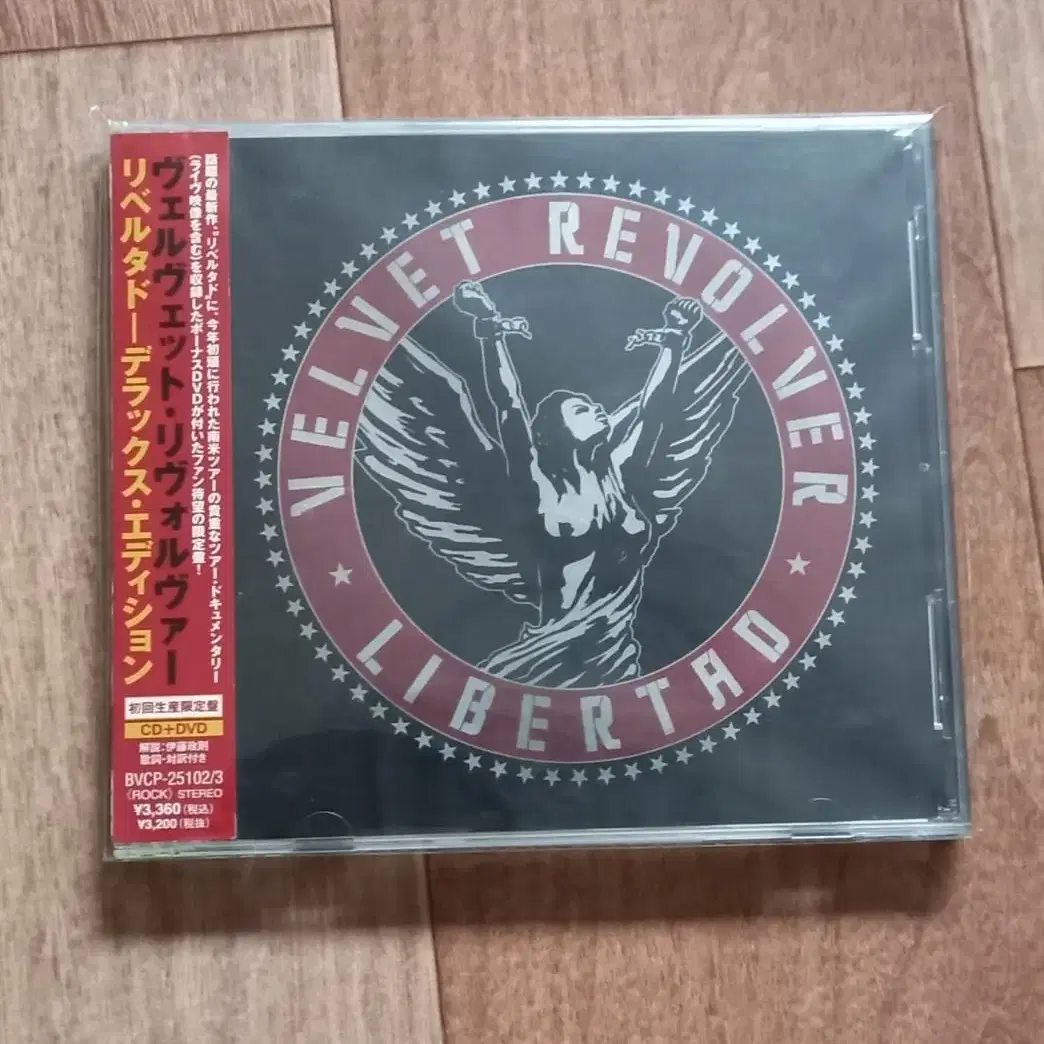 話題の最新作、“リベルタド”に、今年初頭に行われた南米ツアーの貴重なツアー・ドキュメンタリー
(ライヴ映像を含む)を収録したボーナスDVDが付いたファン待望の限定盤!
ヴェルヴェット・リヴォルヴァー
リベルタド―デラックス・エディション
初回生産限定盤
CD+DVD
解説:伊藤政則
歌詞・対訳付き
BVCP-25102/3
〈ROCK〉 STEREO
¥3,360(税込)
¥3,200(税抜)
VELVET REVOLVER
LIBERTAD